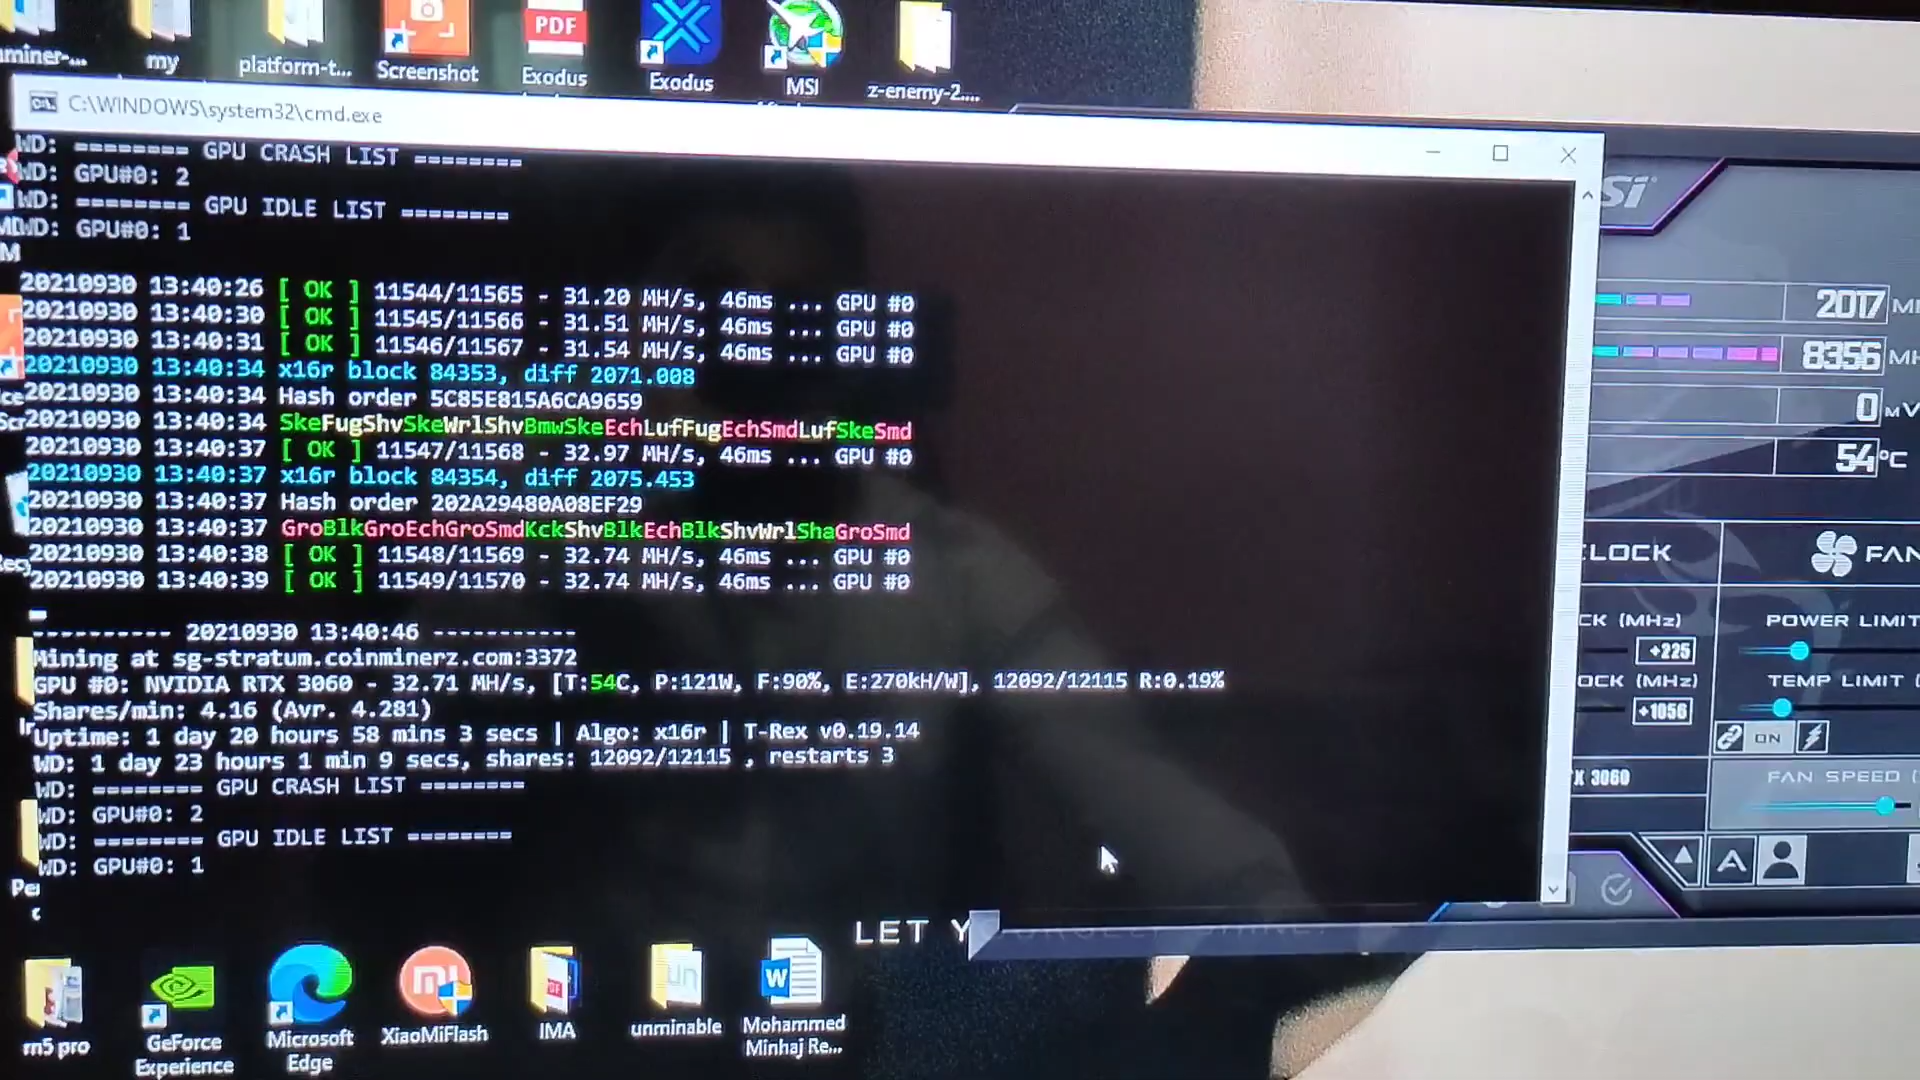 my
platform-t...
Screenshot
PDF
Exodus
Exodus
MSI
z-enemy-2....
C:\WINDOWS\system32\cmd.exe
WD: ======== GPU CRASH LIST ========
WD: GPU#0: 2
WD: ======== GPU IDLE LIST ========
WD: GPU#0: 1
20210930 13:40:26 [ OK ] 11544/11565 - 31.20 MH/s, 46ms ... GPU #0
20210930 13:40:30 [ OK ] 11545/11566 - 31.51 MH/s, 46ms ... GPU #0
20210930 13:40:31 [ OK ] 11546/11567 - 31.54 MH/s, 46ms ... GPU #0
20210930 13:40:34 x16r block 84353, diff 2071.008
20210930 13:40:34 Hash order 5C85E815A6CA9659
20210930 13:40:34 SkeFugShvSkeWrlShvBmwSkeEchLufFugEchSmdLufSkeSmd
20210930 13:40:37 [ OK ] 11547/11568 - 32.97 MH/s, 46ms ... GPU #0
20210930 13:40:37 x16r block 84354, diff 2075.453
20210930 13:40:37 Hash order 202A29480A08EF29
20210930 13:40:37 GroBlkGroEchGroSmdKckShvBlkEchBlkShvWrlShaGroSmd
20210930 13:40:38 [ OK ] 11548/11569 - 32.74 MH/s, 46ms ... GPU #0
20210930 13:40:39 [ OK ] 11549/11570 - 32.74 MH/s, 46ms ... GPU #0
---------- 20210930 13:40:46 -----------
Mining at sg-stratum.coinminerz.com:3372
GPU #0: NVIDIA RTX 3060 - 32.71 MH/s, [T:54C, P:121W, F:90%, E:270kH/W], 12092/12115 R:0.19%
Shares/min: 4.16 (Avr. 4.281)
Uptime: 1 day 20 hours 58 mins 3 secs | Algo: x16r | T-Rex v0.19.14
WD: 1 day 23 hours 1 min 9 secs, shares: 12092/12115 , restarts 3
WD: ======== GPU CRASH LIST ========
WD: GPU#0: 2
WD: ======== GPU IDLE LIST ========
WD: GPU#0: 1
2017
8356
0 mV
54 °C
CLOCK
FAN
CK (MHz)
+225
OCK (MHz)
+1056
POWER LIMIT
TEMP LIMIT (
ON
X 3060
FAN SPEED (
A
LET Y
m5 pro
GeForce Experience
Microsoft Edge
XiaoMiFlash
IMA
unminable
Mohammed Minhaj Re...